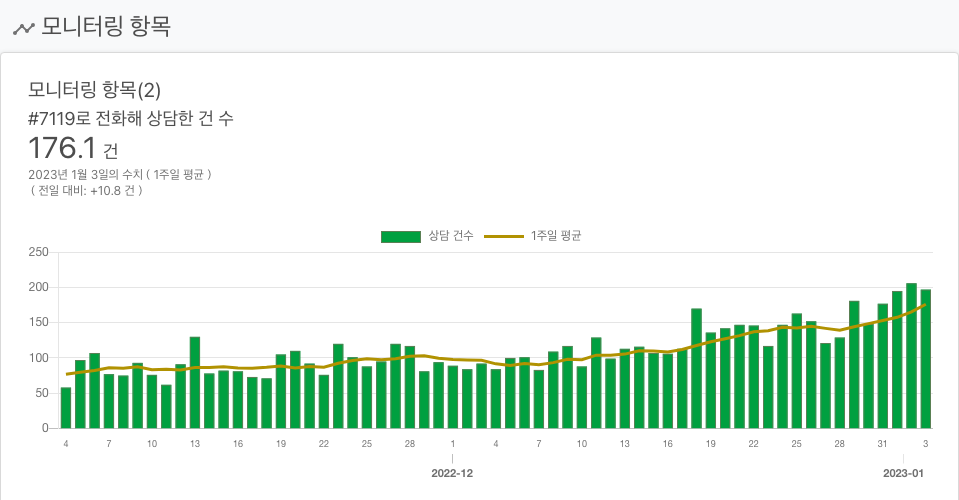 모니터링 항목
모니터링 항목(2)
#7119로 전화해 상담한 건 수
176.1 건
2023년 1월 3일의 수치 ( 1주일 평균 )
( 전일 대비: +10.8 건 )
상담 건수 1주일 평균
250
200
150
100
50
0
4 7 10 13 16 19 22 25 28 1 4 7 10 13 16 19 22 25 28 31 3
2022-12 2023-01